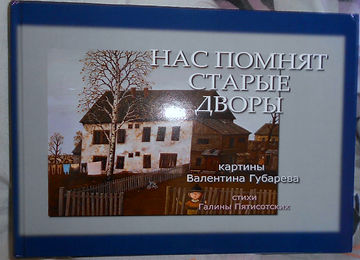 НАС ПОМНЯТ
СТАРЫЕ
ДВОРЫ
картины
Валентина Губарева
стихи
Галины Пятисотских